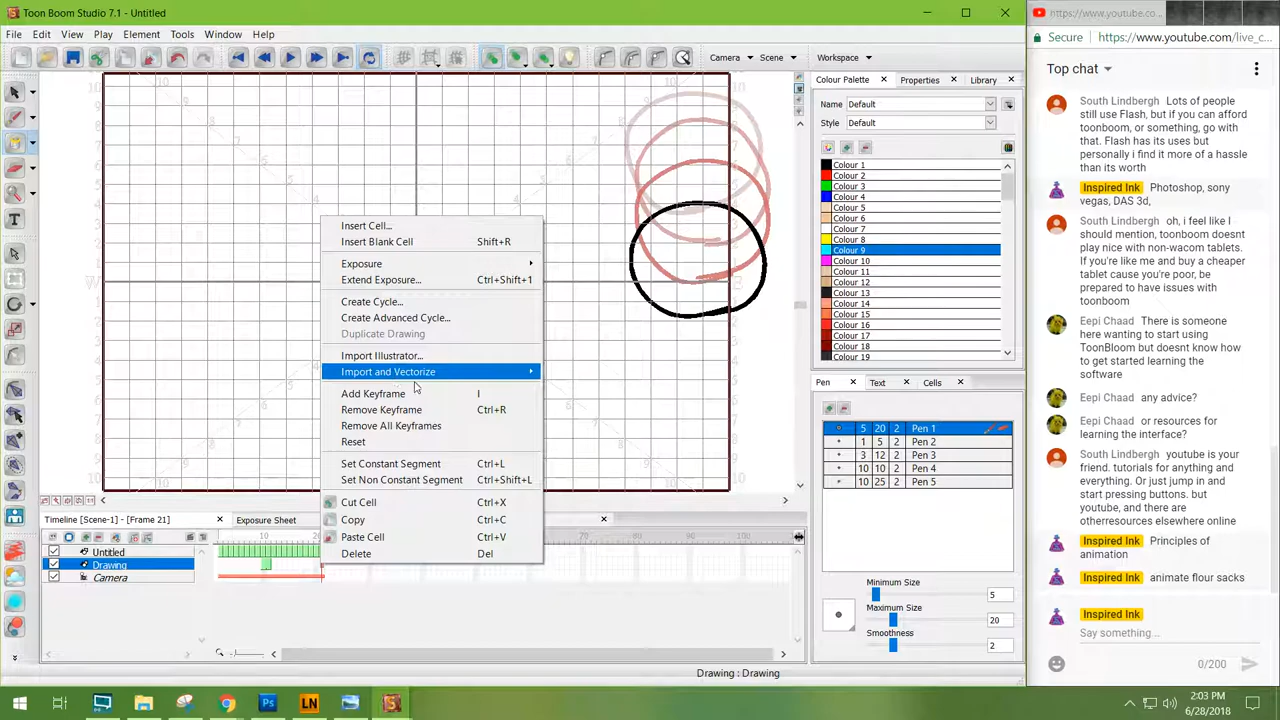 Toon Boom Studio 7.1 - Untitled
File Edit View Play Element Tools Window Help
Camera Scene Workspace
Insert Cell...
Insert Blank Cell Shift+R
Exposure
Extend Exposure... Ctrl+Shift+1
Create Cycle...
Create Advanced Cycle...
Duplicate Drawing
Import Illustrator...
Import and Vectorize
Add Keyframe I
Remove Keyframe Ctrl+R
Remove All Keyframes
Reset
Set Constant Segment Ctrl+L
Set Non Constant Segment Ctrl+Shift+L
Cut Cell Ctrl+X
Copy Ctrl+C
Paste Cell Ctrl+V
Delete Del
Timeline [Scene-1] - [Frame 21] Exposure Sheet
10 70 80 90 100
Untitled
Drawing
Camera
Drawing : Drawing
Colour Palette Properties Library
Name Default
Style Default
Colour 1
Colour 2
Colour 3
Colour 4
Colour 5
Colour 6
Colour 7
Colour 8
Colour 9
Colour 10
Colour 11
Colour 12
Colour 13
Colour 14
Colour 15
Colour 16
Colour 17
Colour 18
Colour 19
Pen Text Cells
5 20 2 Pen 1
1 5 2 Pen 2
3 12 2 Pen 3
10 10 2 Pen 4
10 25 2 Pen 5
Minimum Size
5
Maximum Size
20
Smoothness
2
https://www.youtube.co...
Secure https://www.youtube.com/live_c...
Top chat
South Lindbergh Lots of people
still use Flash, but if you can afford
toonboom, or something, go with
that. Flash has its uses but
personally i find it more of a hassle
than its worth
Inspired Ink Photoshop, sony
vegas, DAS 3d,
South Lindbergh oh, i feel like I
should mention, toonboom doesnt
play nice with non-wacom tablets.
If you're like me and buy a cheaper
tablet cause you're poor, be
prepared to have issues with
toonboom
Eepi Chaad There is someone
here wanting to start using
ToonBloom but doesnt know how
to get started learning the
software
Eepi Chaad any advice?
Eepi Chaad or resources for
learning the interface?
South Lindbergh youtube is your
friend. tutorials for anything and
everything. Or just jump in and
start pressing buttons. but
youtube, and there are
otherresources elsewhere online
Inspired Ink Principles of
animation
Inspired Ink animate flour sacks
Inspired Ink
Say something...
0/200
Ps
LN
2:03 PM
6/28/2018